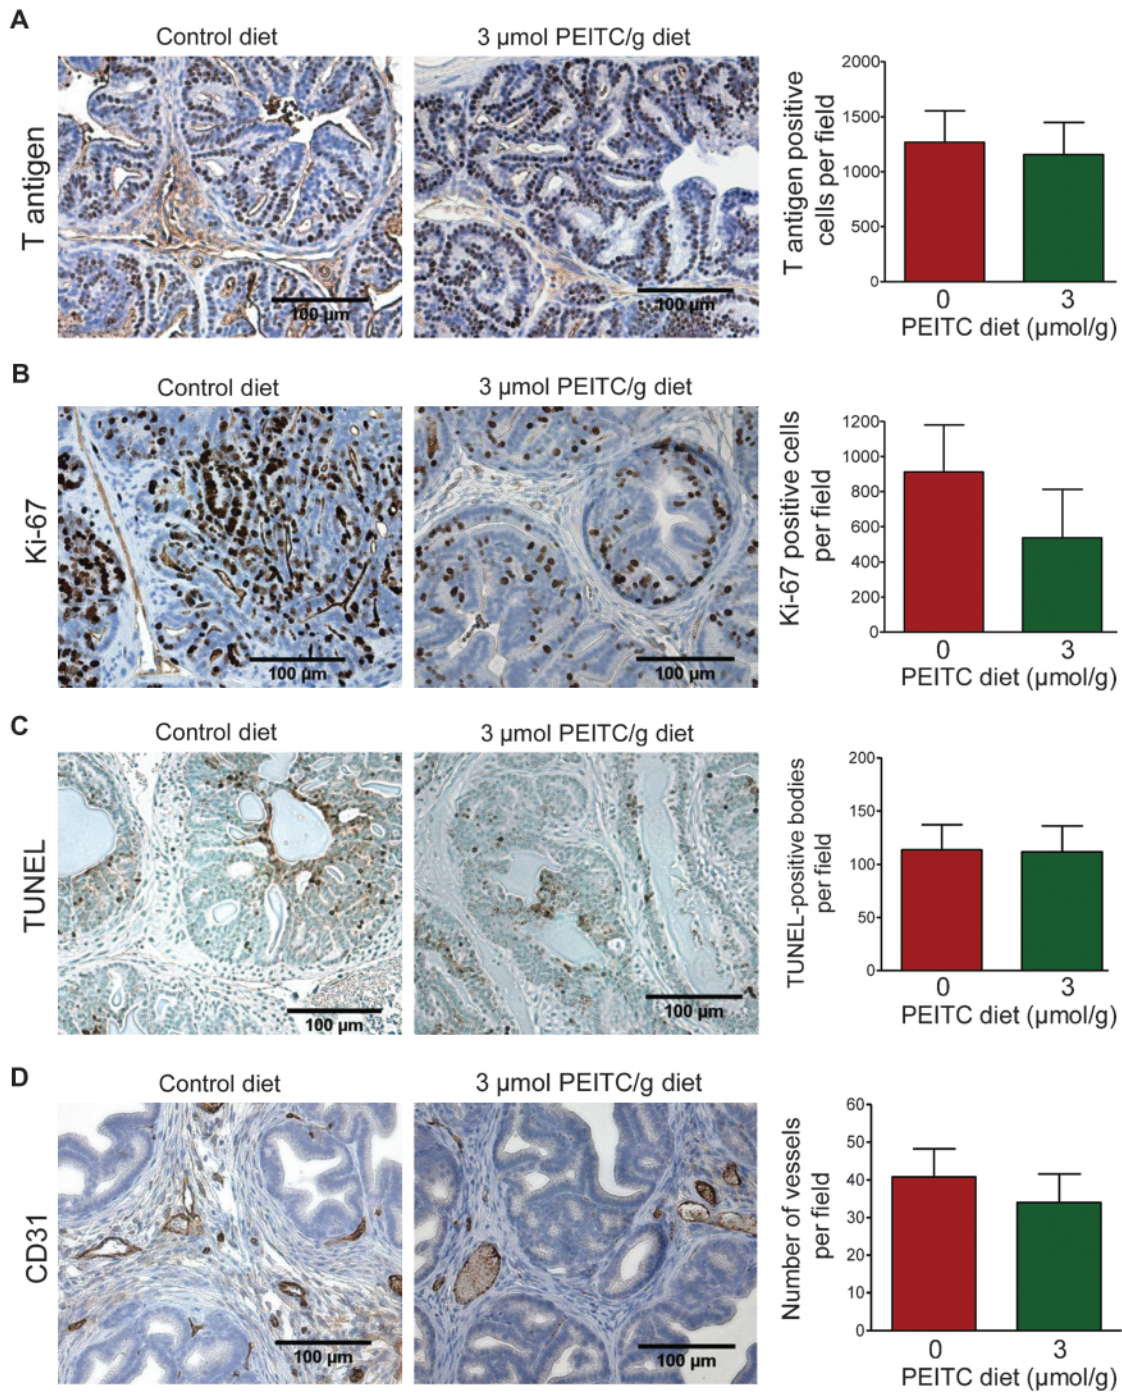 A
Control diet
3 µmol PEITC/g diet
T antigen
100 µm
100 µm
T antigen positive
cells per field
2000
1500
1000
500
0
0
3
PEITC diet (µmol/g)
B
Control diet
3 µmol PEITC/g diet
Ki-67
100 µm
100 µm
Ki-67 positive cells
per field
1200
1000
800
600
400
200
0
0
3
PEITC diet (µmol/g)
C
Control diet
3 µmol PEITC/g diet
TUNEL
100 µm
100 µm
TUNEL-positive bodies
per field
200
150
100
50
0
0
3
PEITC diet (µmol/g)
D
Control diet
3 µmol PEITC/g diet
CD31
100 µm
100 µm
Number of vessels
per field
60
50
40
30
20
10
0
0
3
PEITC diet (µmol/g)